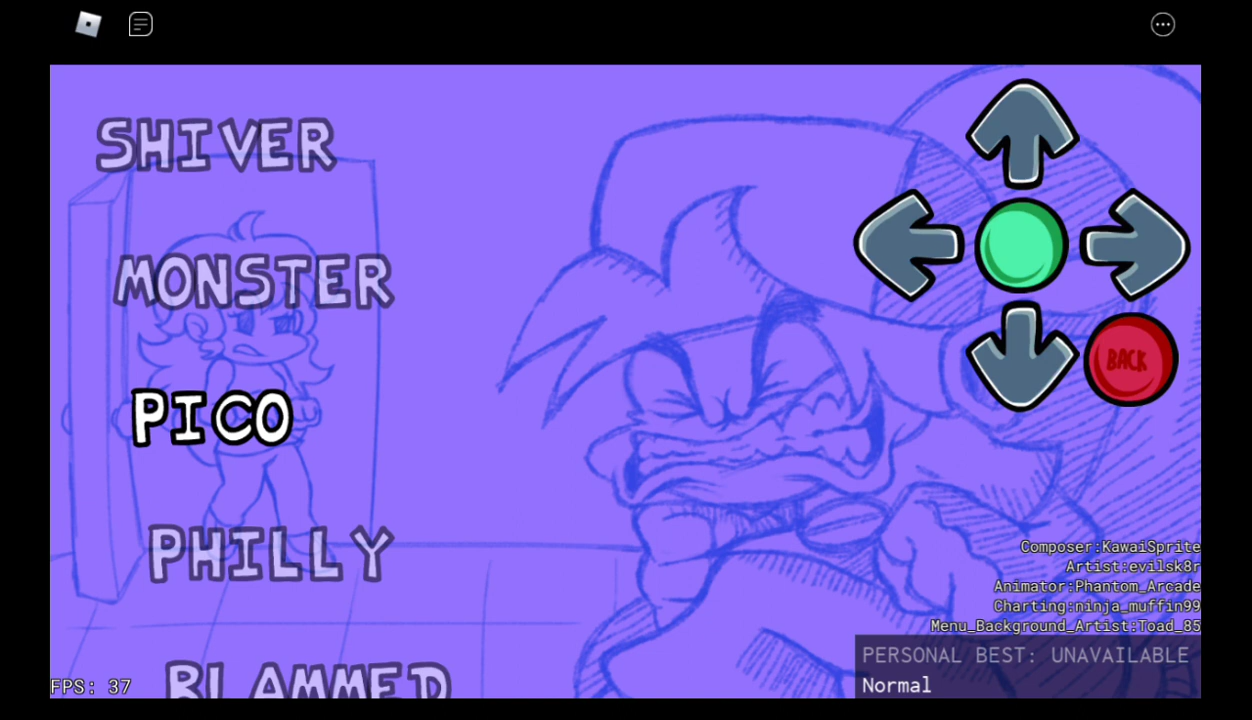 SHIVER
MONSTER
PICO
PHILLY
BLAMMED
BACK
Composer:KawaiSprite
Artist:evilsk8r
Animator:Phantom_Arcade
Charting:ninja_muffin99
Menu_Background_Artist:Toad_85
PERSONAL BEST: UNAVAILABLE
Normal
FPS: 37